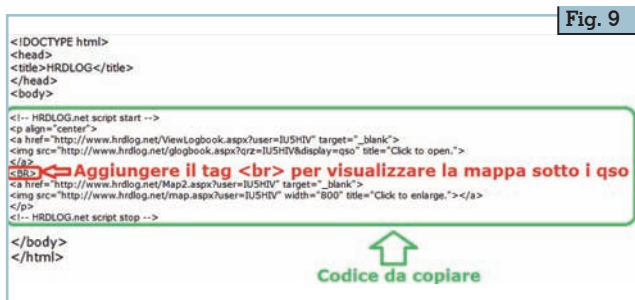 Fig. 9
<!DOCTYPE html>
<head>
<title>HRDLOG</title>
</head>
<body>
<!-- HRDLOG.net script start -->
<p align="center">
<a href="http://www.hrdlog.net/ViewLogbook.aspx?user=IU5HIV" target="_blank">
<img src="http://www.hrdlog.net/glogbook.aspx?qrz=IU5HIV&display=qso" title="Click to open.">
</a>
<BR> Aggiungere il tag <br> per visualizzare la mappa sotto i qso
<a href="http://www.hrdlog.net/Map2.aspx?user=IU5HIV" target="_blank">
<img src="http://www.hrdlog.net/map.aspx?user=IU5HIV" width="800" title="Click to enlarge."></a>
</p>
<!-- HRDLOG.net script stop -->
</body>
</html>
Codice da copiare